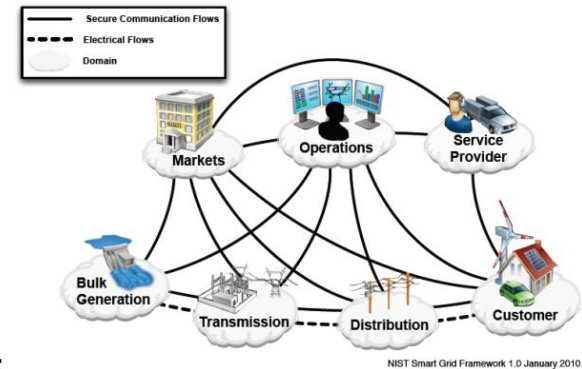 Secure Communication Flows
Electrical Flows
Domain
Markets
Operations
Service
Provider
Bulk
Generation
Transmission
Distribution
Customer
NIST Smart Grid Framework 1.0 January 2010